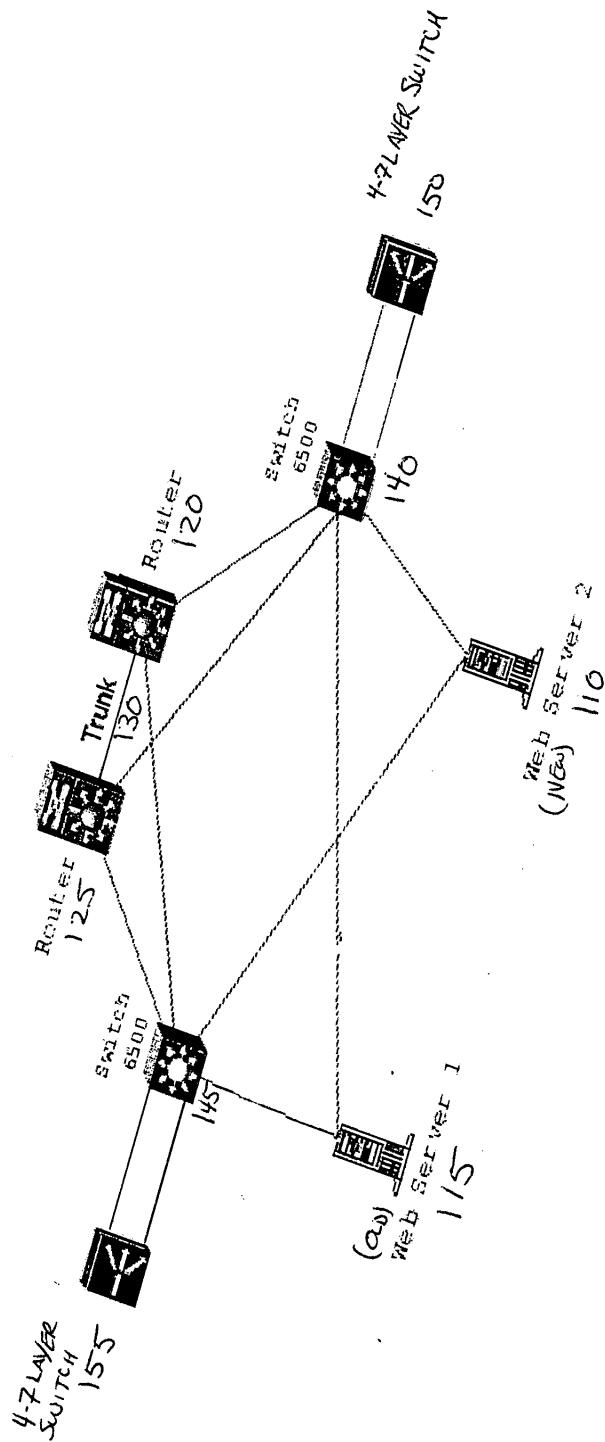 4-7 LAYER
SWITCH
155
Switch
6500
145
Router
125
Trunk
130
Router
120
Switch
6500
140
4-7 LAYER SWITCH
150
(OLD)
Web Server 1
115
Web Server 2
(NEW)
110